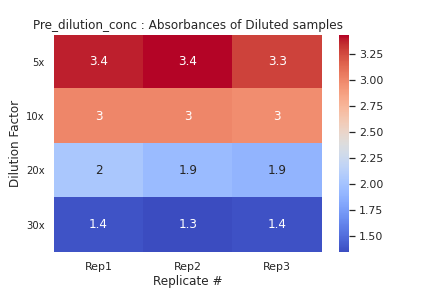 Pre_dilution_conc : Absorbances of Diluted samples
Dilution Factor
5x 3.4 3.4 3.3
10x 3 3 3
20x 2 1.9 1.9
30x 1.4 1.3 1.4
Rep1 Rep2 Rep3
Replicate #
3.25
3.00
2.75
2.50
2.25
2.00
1.75
1.50